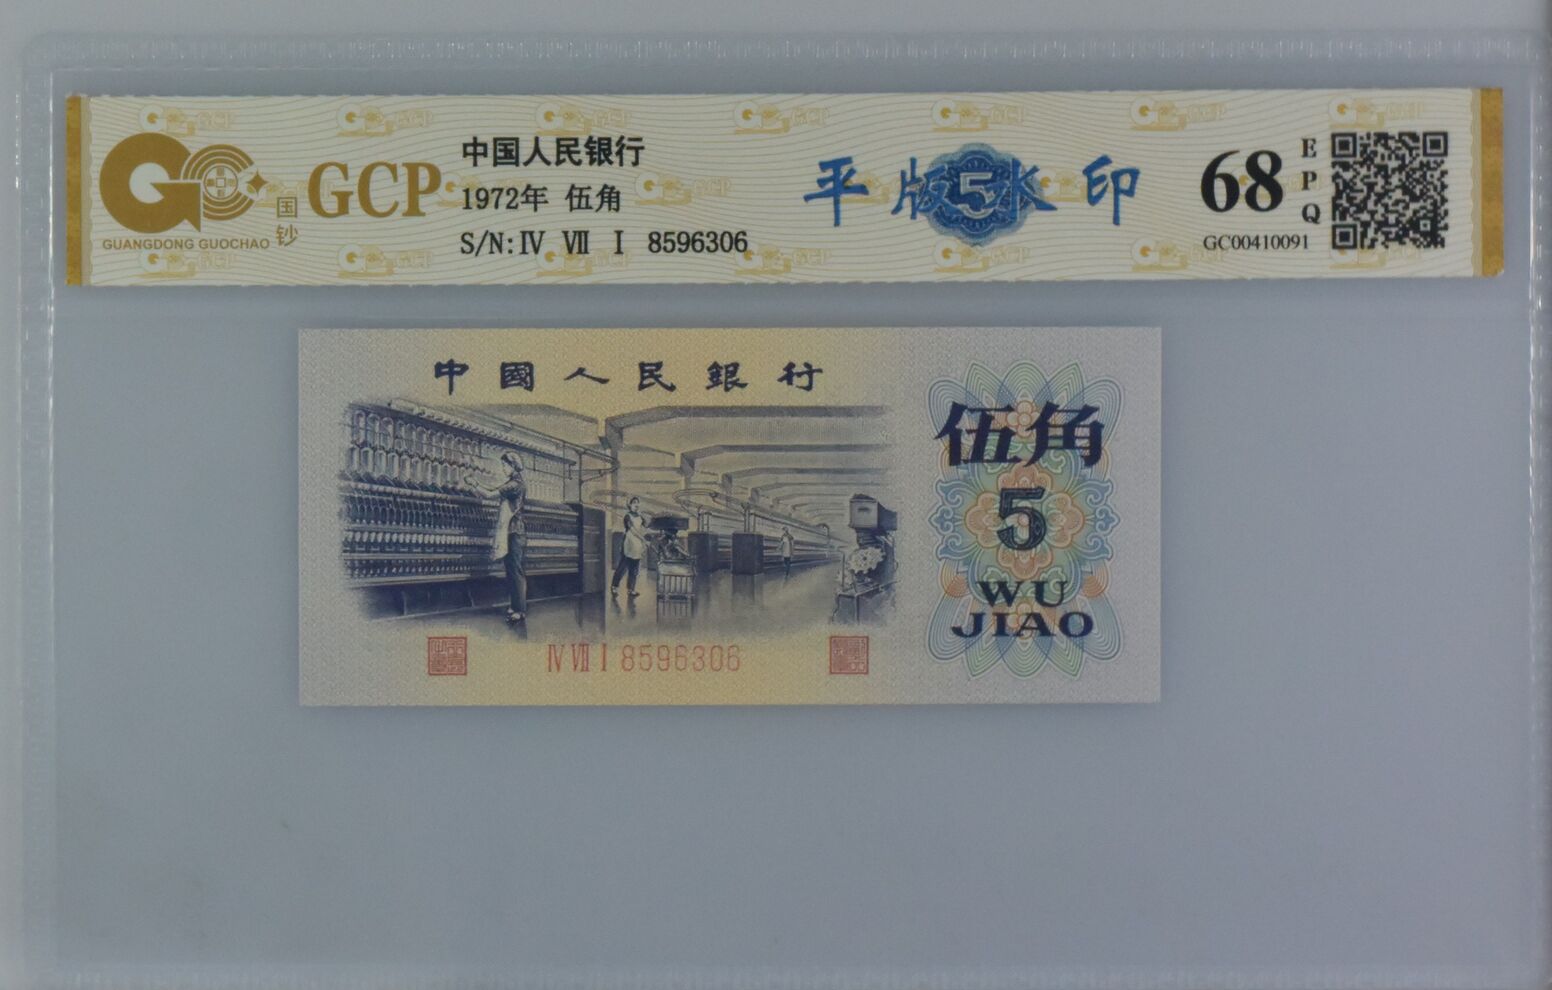 GUANGDONG GUOCHAO
国钞
GCP
中国人民银行
1972年 伍角
S/N: IV VII I 8596306
平版水印
5
68
EPQ
GC00410091
中國人民銀行
伍角
5
WU
JIAO
IV VII I 8596306